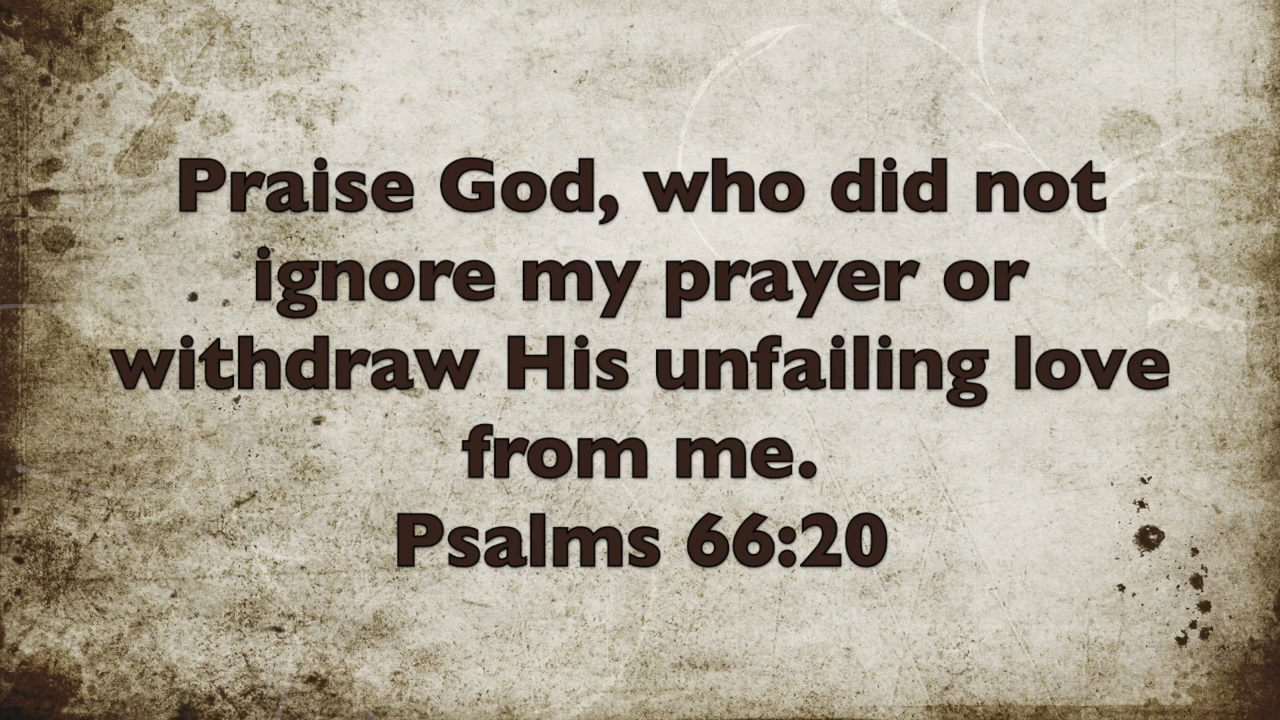 Praise God, who did not
ignore my prayer or
withdraw His unfailing love
from me.
Psalms 66:20